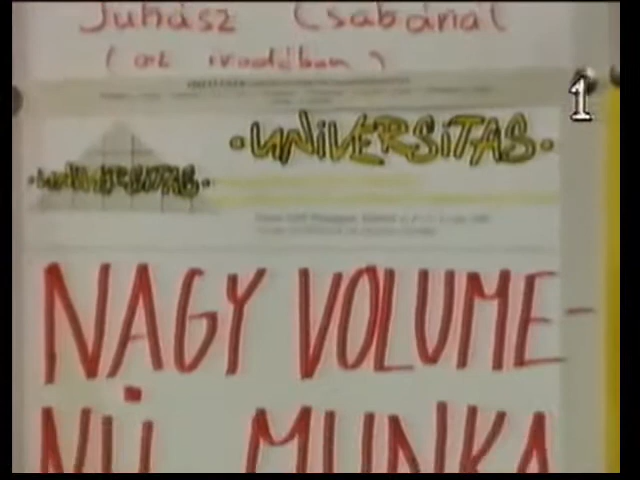 Juhász Csabánál
(az irodában)
1
·UNiVERSiTAS·
·UNiVERSiTAS·
NAGY VOLUME-
NŰ MUNKA